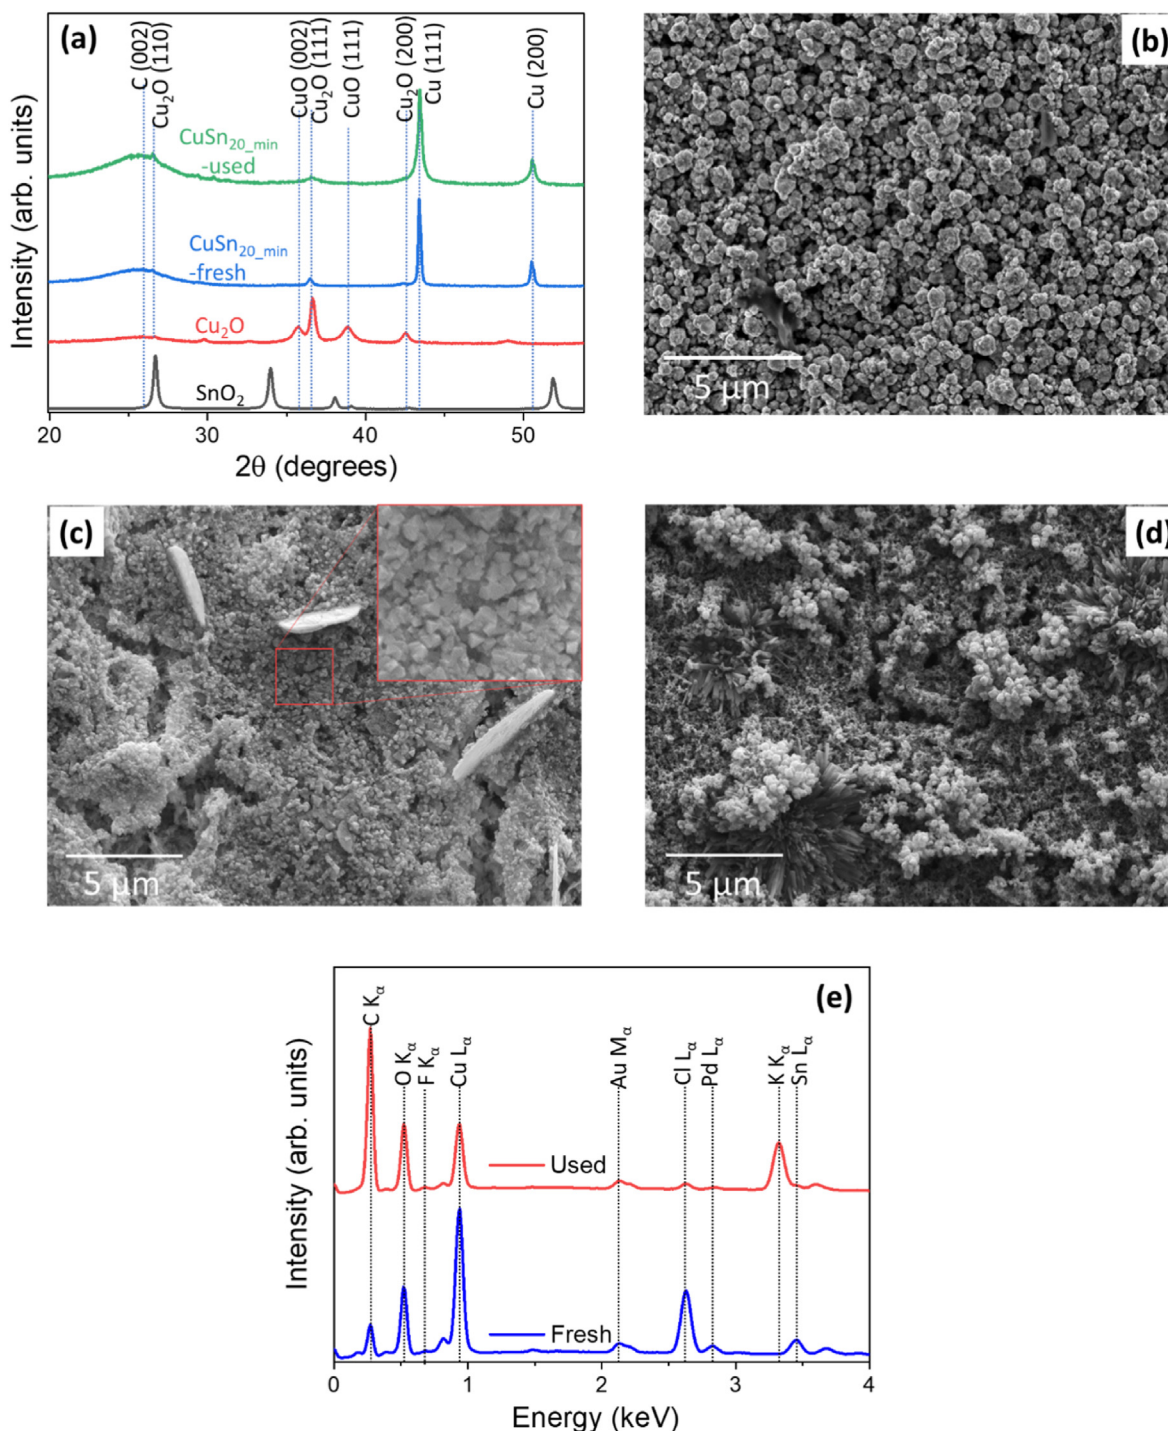 (a)
C (002)
Cu₂O (110)
CuO (002)
Cu₂O (111)
CuO (111)
Cu₂O (200)
Cu (111)
Cu (200)
CuSn₂₀_min
-used
CuSn₂₀_min
-fresh
Cu₂O
SnO₂
Intensity (arb. units)
20
30
40
50
2θ (degrees)
(b)
5 μm
(c)
5 μm
(d)
5 μm
(e)
C Kα
O Kα
F Kα
Cu Lα
Au Mα
Cl Lα
Pd Lα
K Kα
Sn Lα
Used
Fresh
Intensity (arb. units)
0
1
2
3
4
Energy (keV)